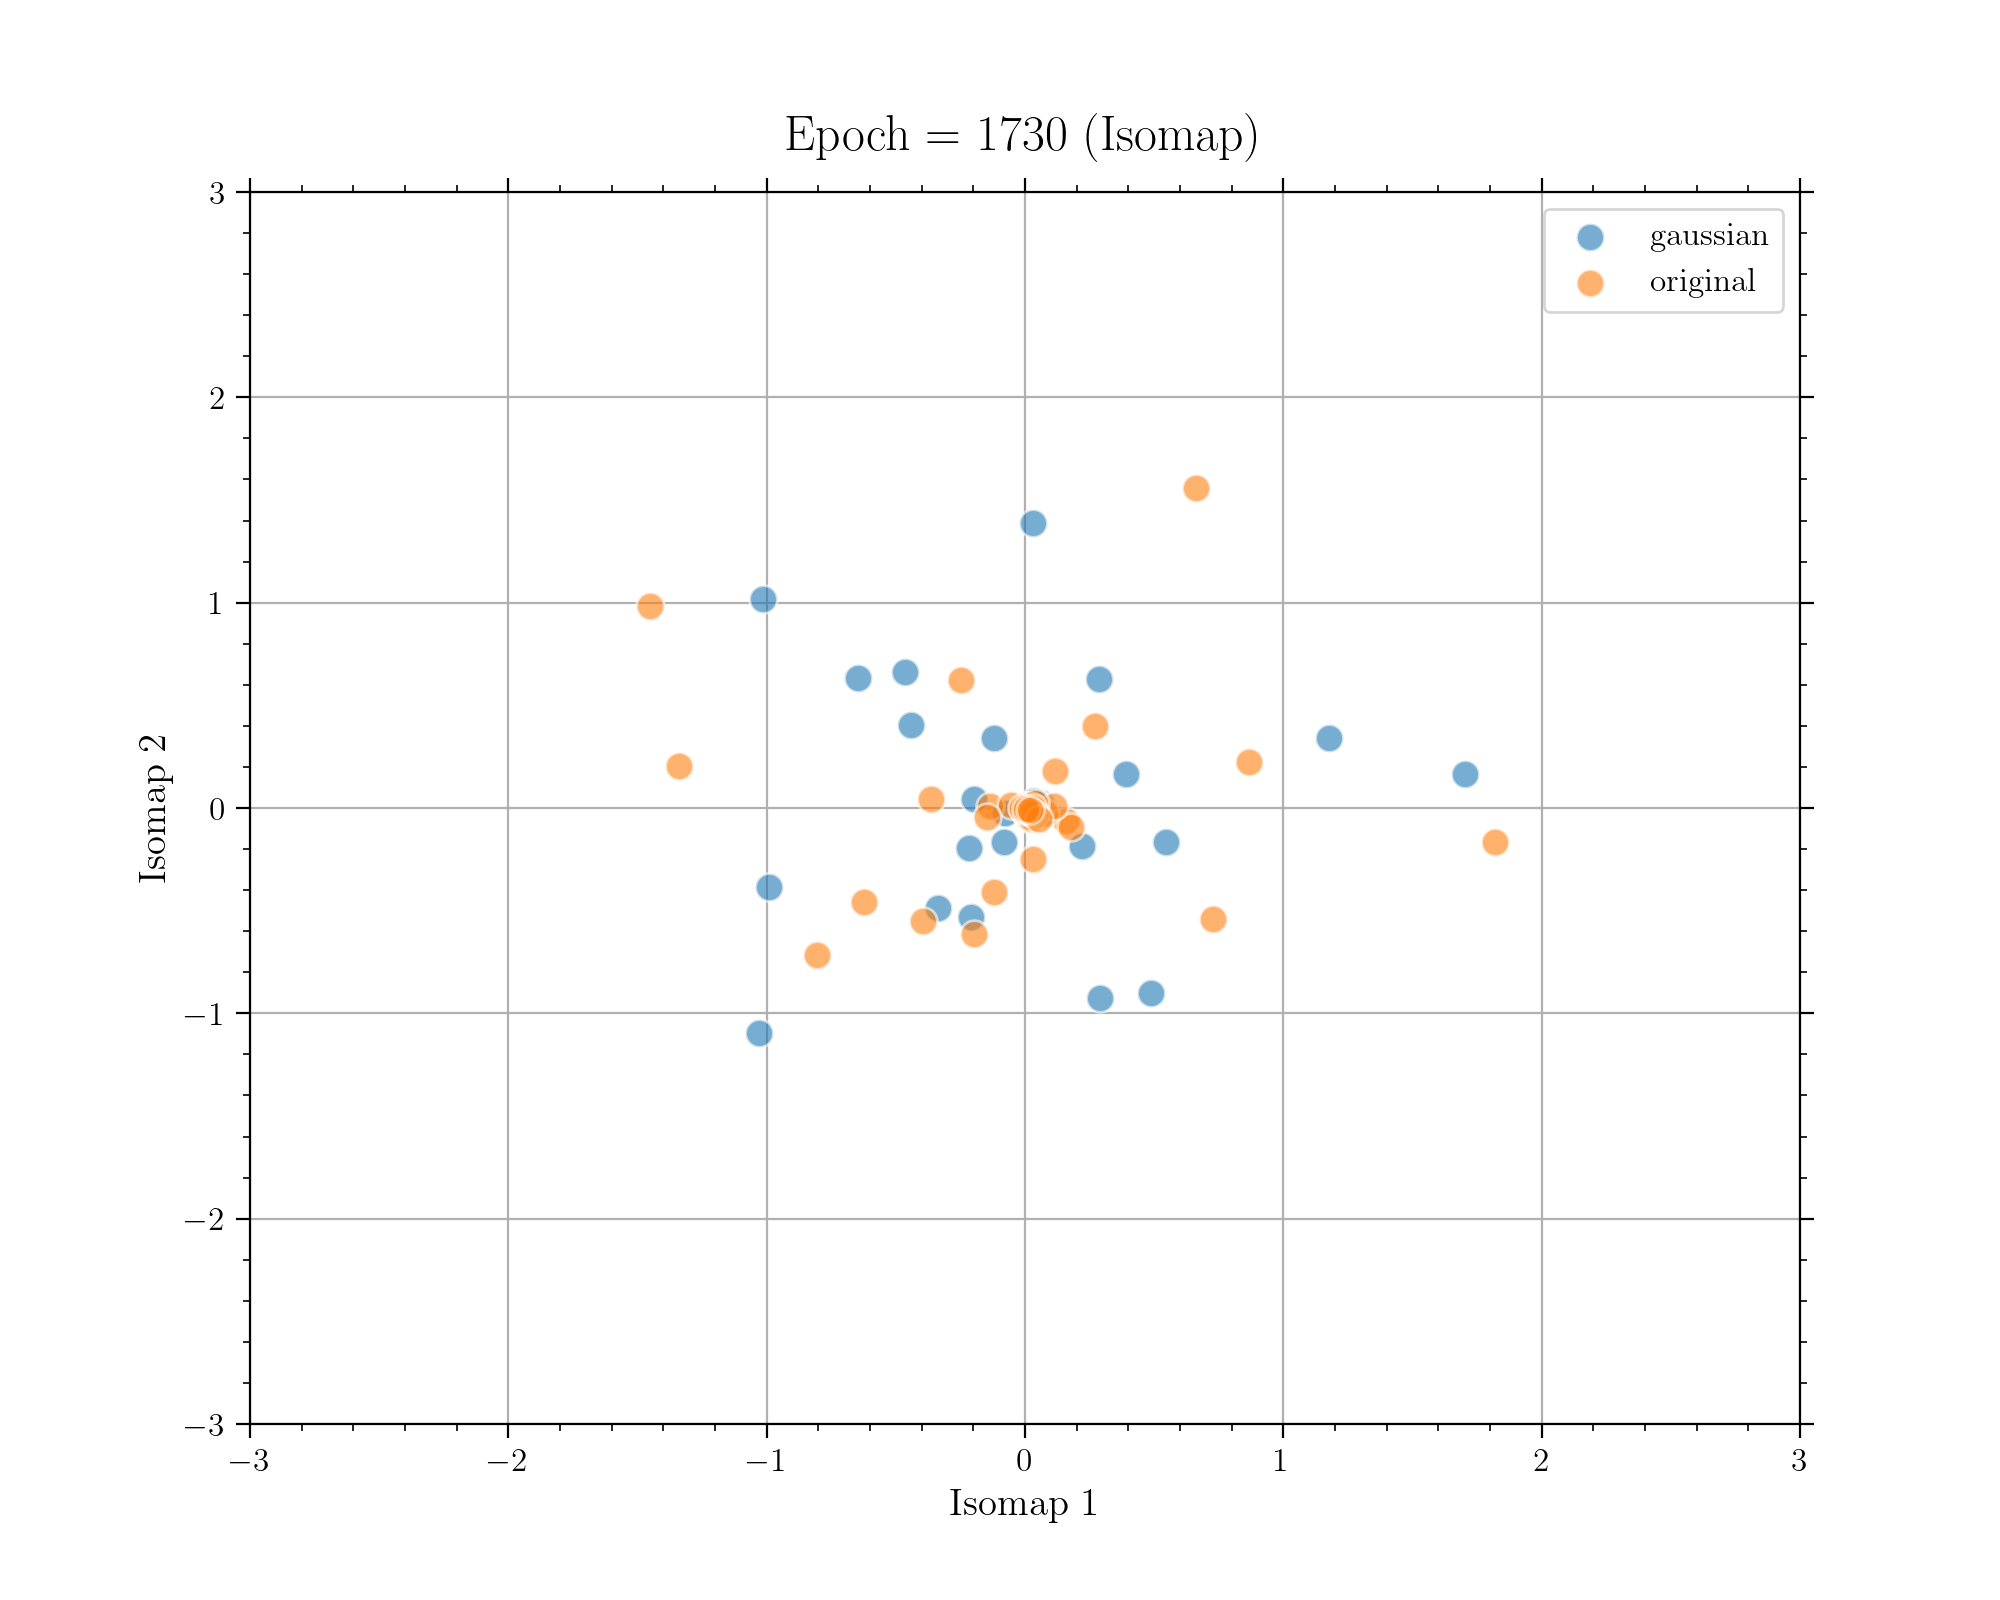 Epoch = 1730 (Isomap)
gaussian
original
3
2
1
0
−1
−2
−3
Isomap 2
−3
−2
−1
0
1
2
3
Isomap 1